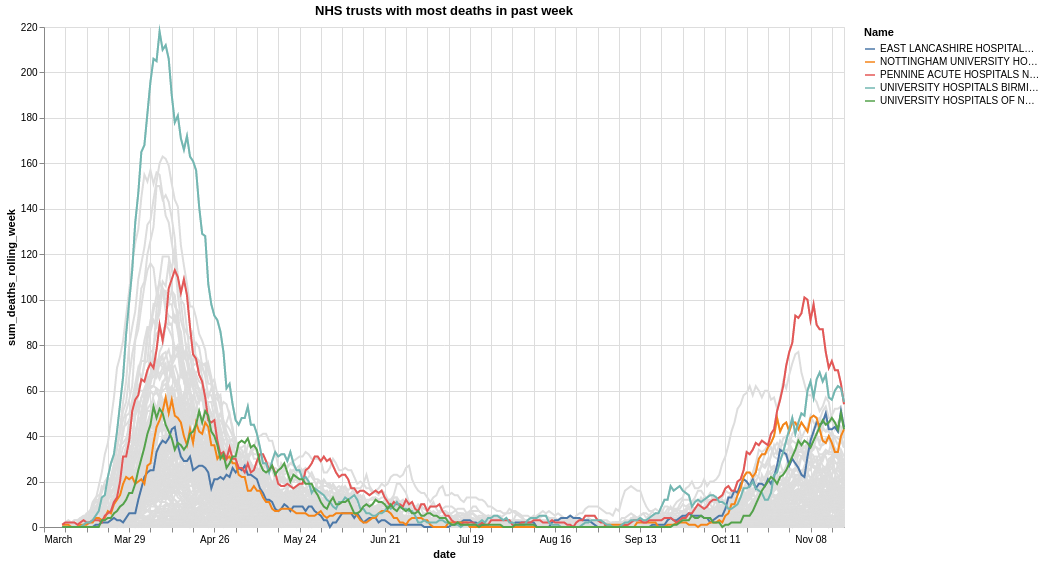 NHS trusts with most deaths in past week
Name
EAST LANCASHIRE HOSPITAL…
NOTTINGHAM UNIVERSITY HO…
PENNINE ACUTE HOSPITALS N…
UNIVERSITY HOSPITALS BIRMI…
UNIVERSITY HOSPITALS OF N…
sum_deaths_rolling_week
220
200
180
160
140
120
100
80
60
40
20
0
March Mar 29 Apr 26 May 24 Jun 21 Jul 19 Aug 16 Sep 13 Oct 11 Nov 08
date